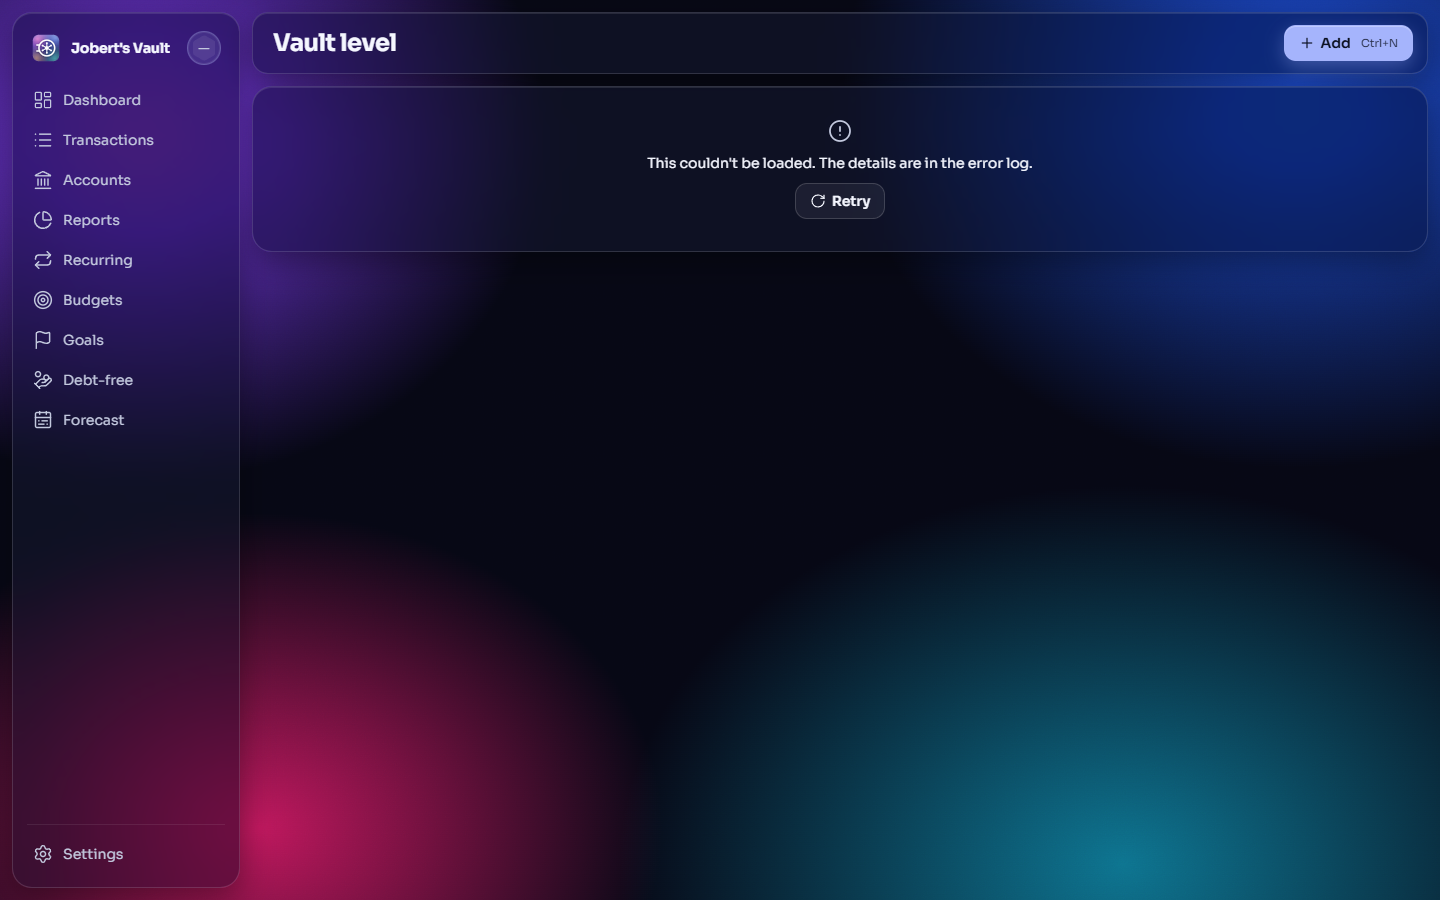 Jobert's Vault
Dashboard
Transactions
Accounts
Reports
Recurring
Budgets
Goals
Debt-free
Forecast
Settings
Vault level
Add Ctrl+N
This couldn't be loaded. The details are in the error log.
Retry